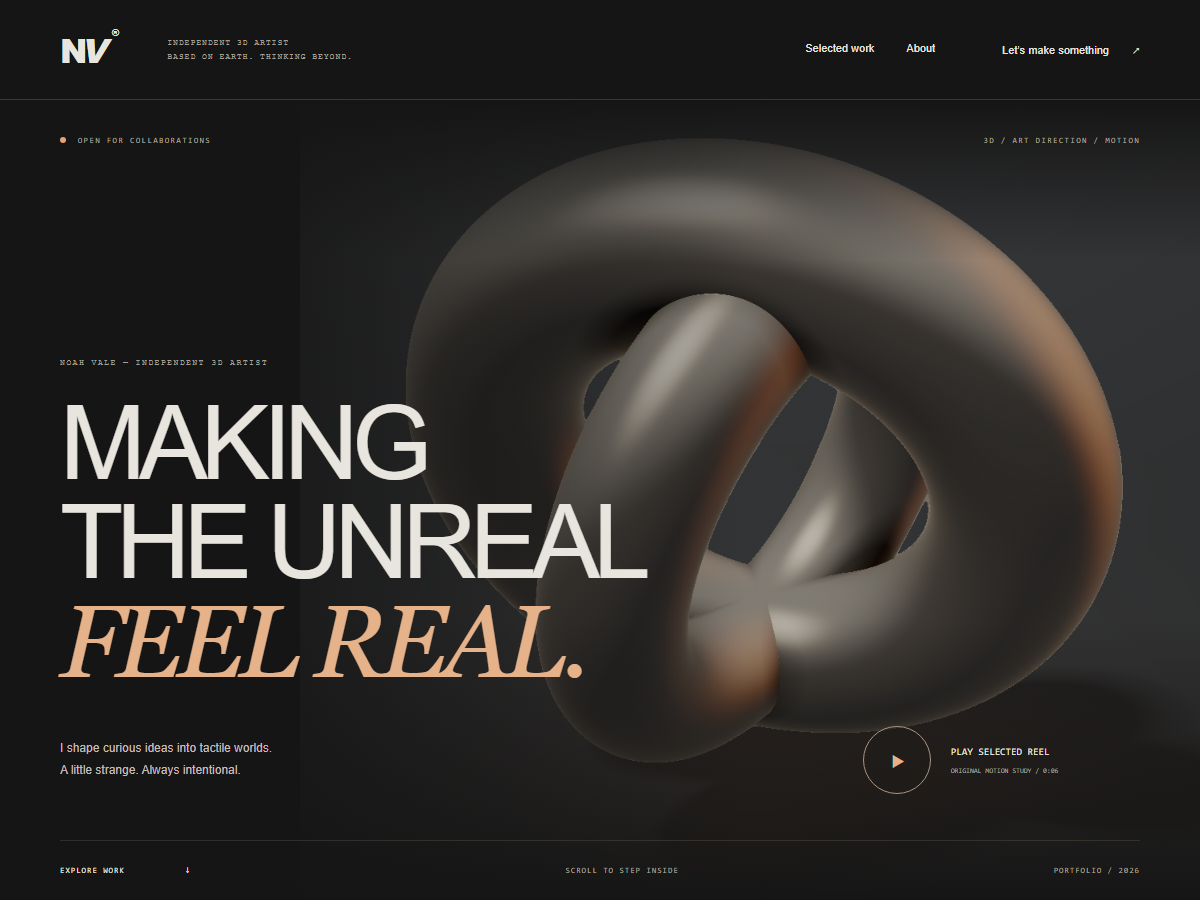 NV®
INDEPENDENT 3D ARTIST
BASED ON EARTH. THINKING BEYOND.
Selected work
About
Let's make something ↗
OPEN FOR COLLABORATIONS
3D / ART DIRECTION / MOTION
NOAH VALE — INDEPENDENT 3D ARTIST
MAKING
THE UNREAL
FEEL REAL.
I shape curious ideas into tactile worlds.
A little strange. Always intentional.
PLAY SELECTED REEL
ORIGINAL MOTION STUDY / 0:06
EXPLORE WORK ↓
SCROLL TO STEP INSIDE
PORTFOLIO / 2026